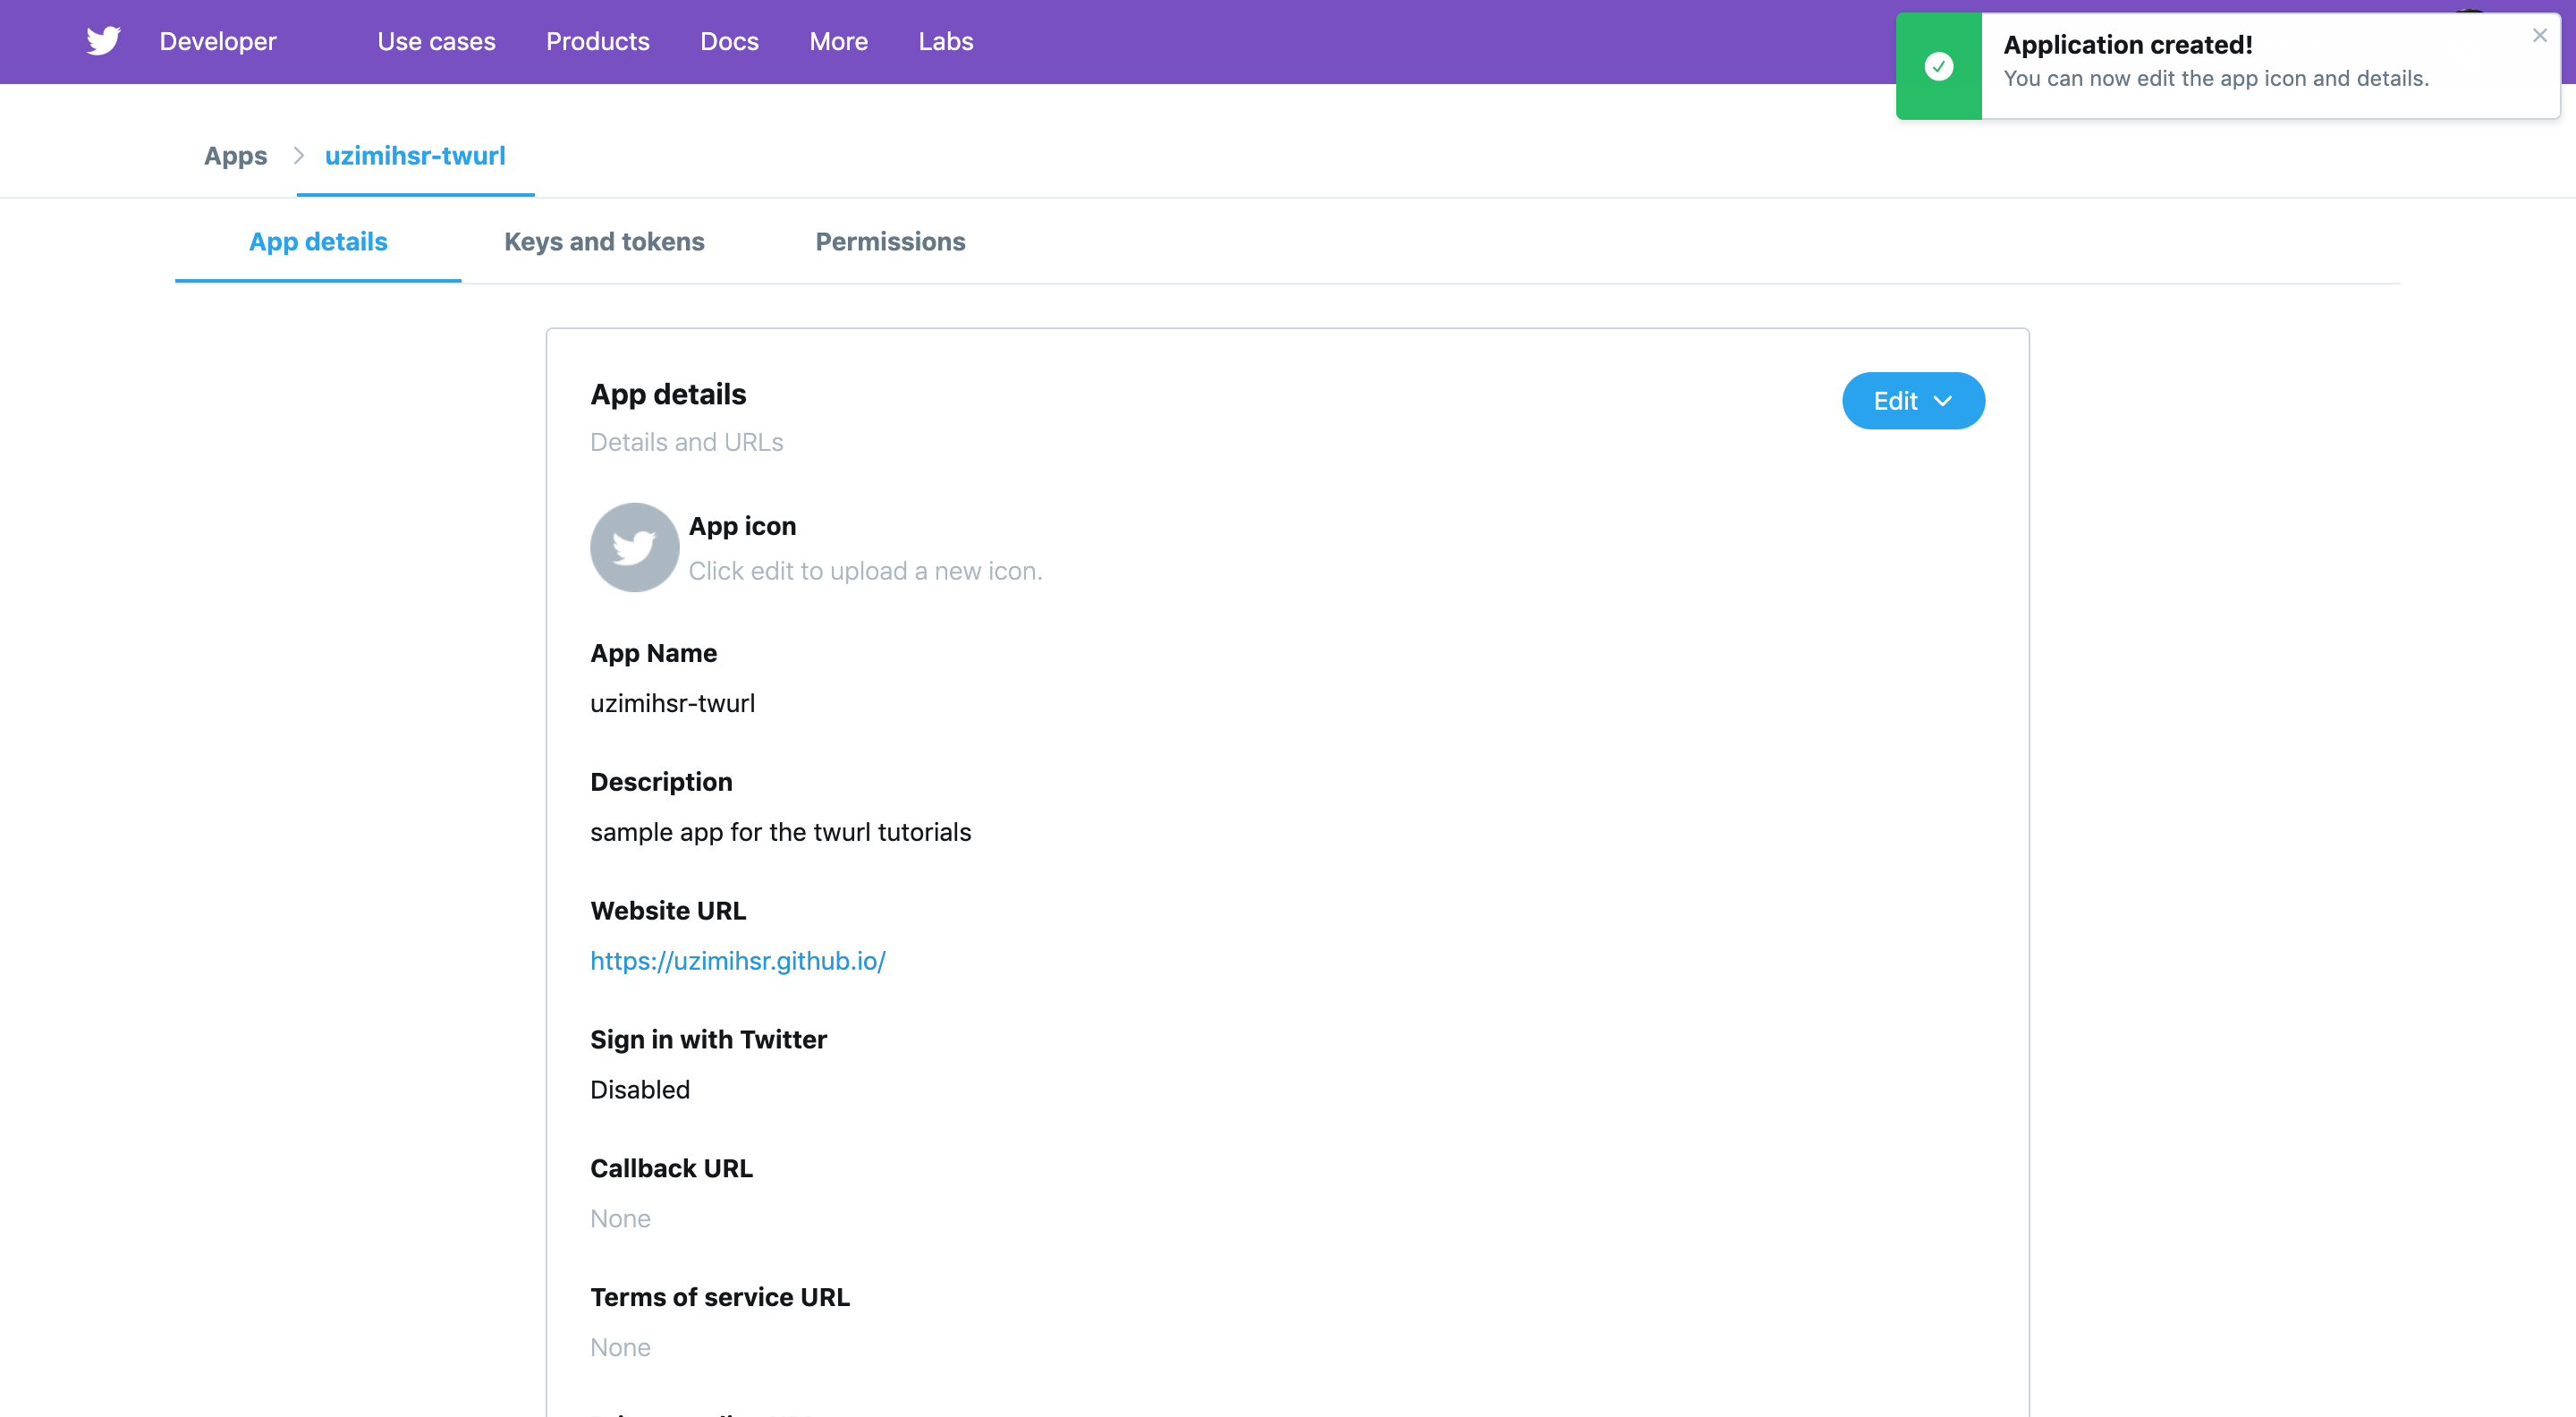 Developer Use cases Products Docs More Labs
Application created!
You can now edit the app icon and details.
Apps uzimihsr-twurl
App details Keys and tokens Permissions
App details
Edit
Details and URLs
App icon
Click edit to upload a new icon.
App Name
uzimihsr-twurl
Description
sample app for the twurl tutorials
Website URL
https://uzimihsr.github.io/
Sign in with Twitter
Disabled
Callback URL
None
Terms of service URL
None